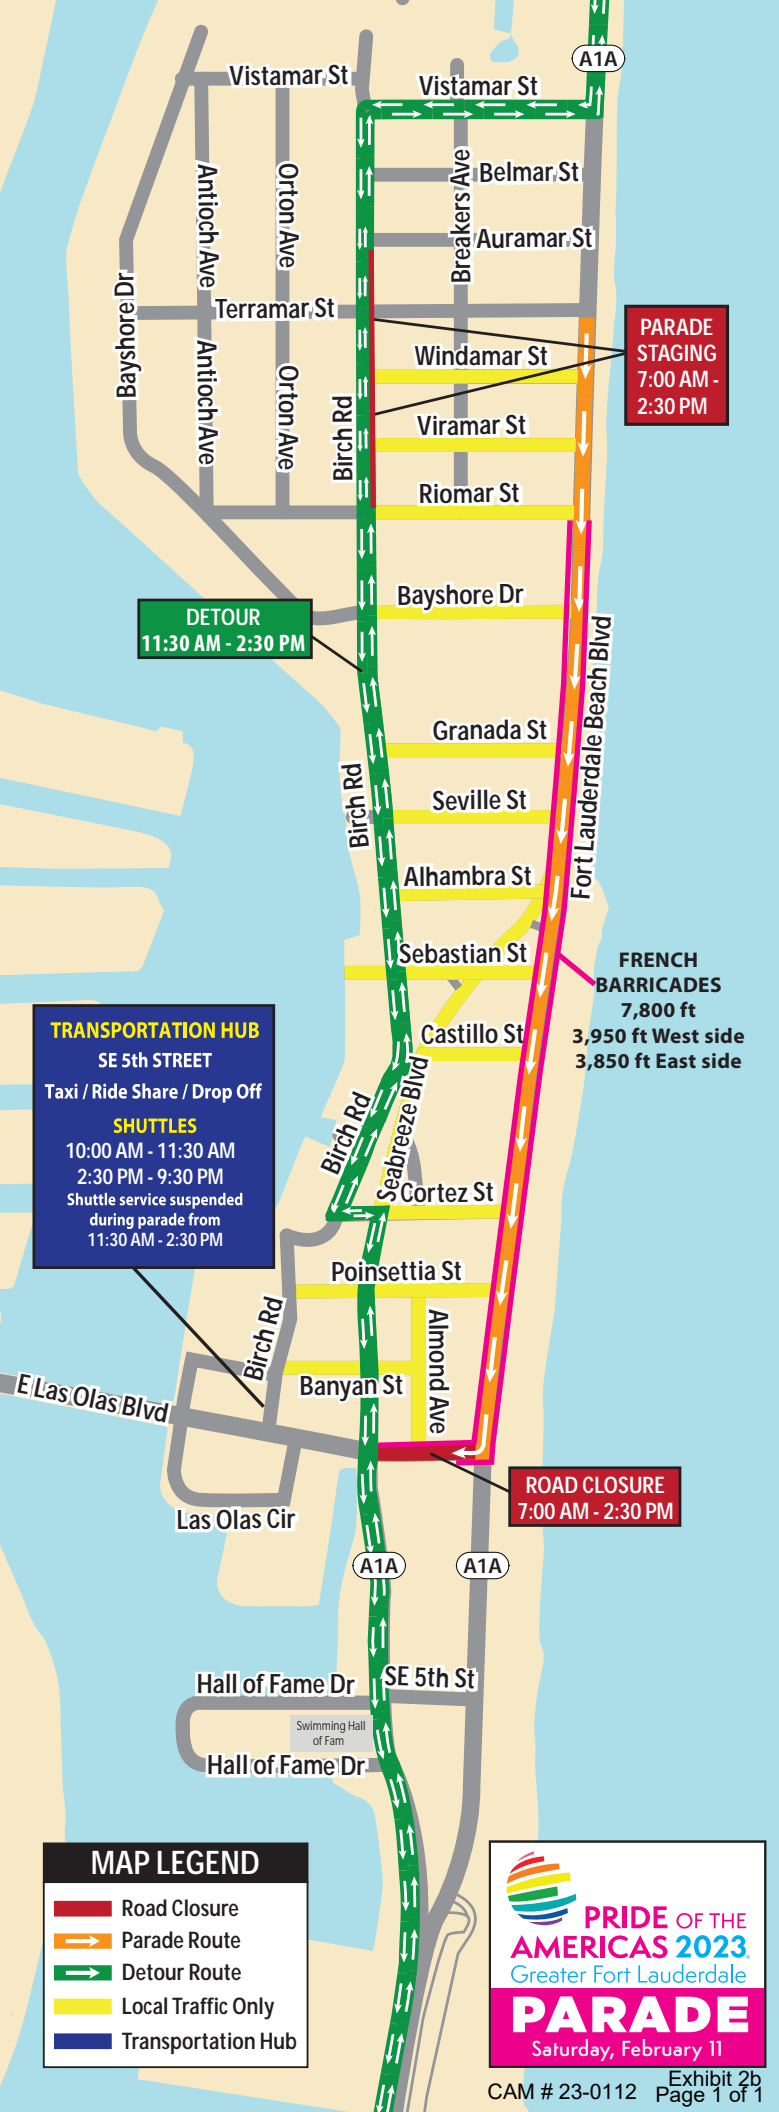 A1A
Vistamar St
Vistamar St
Belmar St
Antioch Ave
Orton Ave
Breakers Ave
Auramar St
Bayshore Dr
Terramar St
PARADE
STAGING
7:00 AM -
2:30 PM
Windamar St
Antioch Ave
Orton Ave
Birch Rd
Viramar St
Riomar St
Bayshore Dr
DETOUR
11:30 AM - 2:30 PM
Fort Lauderdale Beach Blvd
Granada St
Birch Rd
Seville St
Alhambra St
Sebastian St
FRENCH
BARRICADES
7,800 ft
3,950 ft West side
3,850 ft East side
TRANSPORTATION HUB
SE 5th STREET
Taxi / Ride Share / Drop Off
SHUTTLES
10:00 AM - 11:30 AM
2:30 PM - 9:30 PM
Shuttle service suspended
during parade from
11:30 AM - 2:30 PM
Castillo St
Birch Rd
Seabreeze Blvd
Cortez St
Poinsettia St
Birch Rd
Almond Ave
Banyan St
E Las Olas Blvd
ROAD CLOSURE
7:00 AM - 2:30 PM
Las Olas Cir
A1A
A1A
Hall of Fame Dr
SE 5th St
Swimming Hall
of Fam
Hall of Fame Dr
MAP LEGEND
Road Closure
Parade Route
Detour Route
Local Traffic Only
Transportation Hub
PRIDE OF THE
AMERICAS 2023
Greater Fort Lauderdale
PARADE
Saturday, February 11
CAM # 23-0112
Exhibit 2b
Page 1 of 1